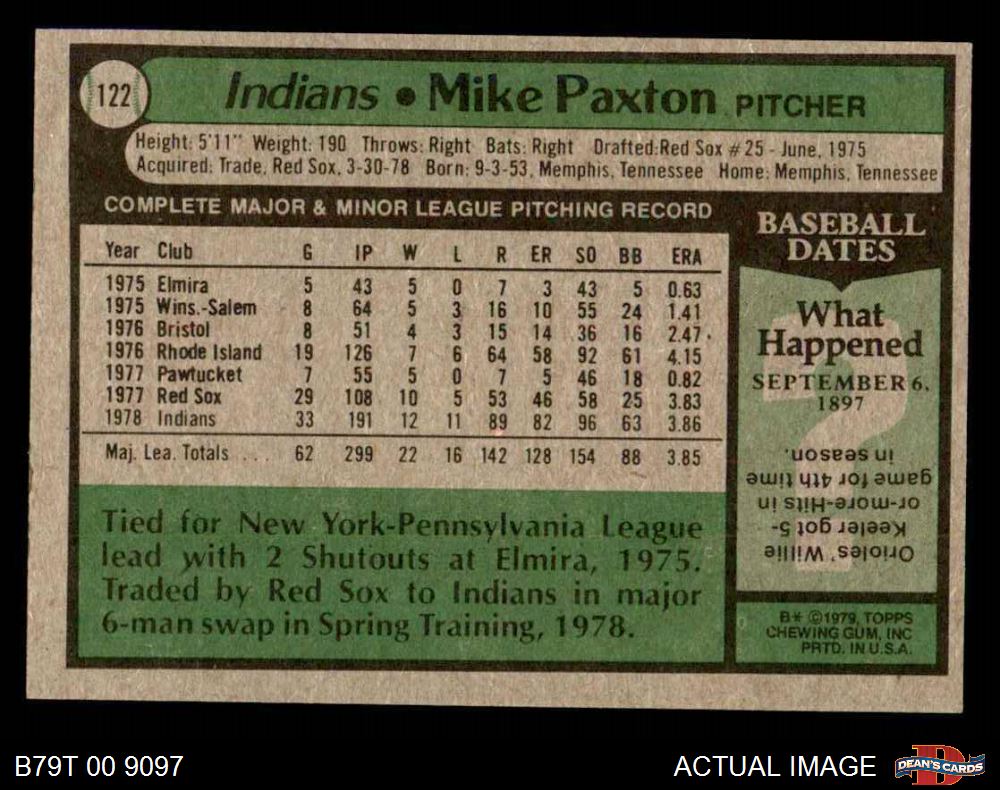 122
Indians • Mike Paxton PITCHER
Height: 5'11" Weight: 190 Throws: Right Bats: Right Drafted: Red Sox #25 - June, 1975
Acquired: Trade, Red Sox, 3-30-78 Born: 9-3-53, Memphis, Tennessee Home: Memphis, Tennessee
COMPLETE MAJOR & MINOR LEAGUE PITCHING RECORD
Year Club G IP W L R ER SO BB ERA
1975 Elmira 5 43 5 0 7 3 43 5 0.63
1975 Wins.-Salem 8 64 5 3 16 10 55 24 1.41
1976 Bristol 8 51 4 3 15 14 36 16 2.47
1976 Rhode Island 19 126 7 6 64 58 92 61 4.15
1977 Pawtucket 7 55 5 0 7 5 46 18 0.82
1977 Red Sox 29 108 10 5 53 46 58 25 3.83
1978 Indians 33 191 12 11 89 82 96 63 3.86
Maj. Lea. Totals ... 62 299 22 16 142 128 154 88 3.85
Tied for New York-Pennsylvania League
lead with 2 Shutouts at Elmira, 1975.
Traded by Red Sox to Indians in major
6-man swap in Spring Training, 1978.
BASEBALL
DATES
What
Happened
SEPTEMBER 6,
1897
?
Orioles' Willie
Keeler got 5-
or-more-Hits in
game for 4th time
in season.
B* ©1979, TOPPS
CHEWING GUM, INC
PRTD. IN U.S.A.
B79T 00 9097
ACTUAL IMAGE
D
DEAN'S CARDS